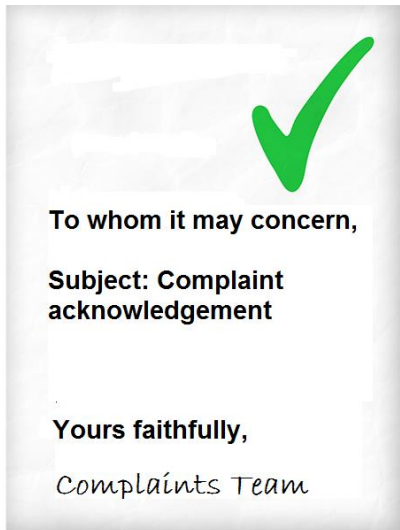 To whom it may concern,
Subject: Complaint
acknowledgement
Yours faithfully,
Complaints Team